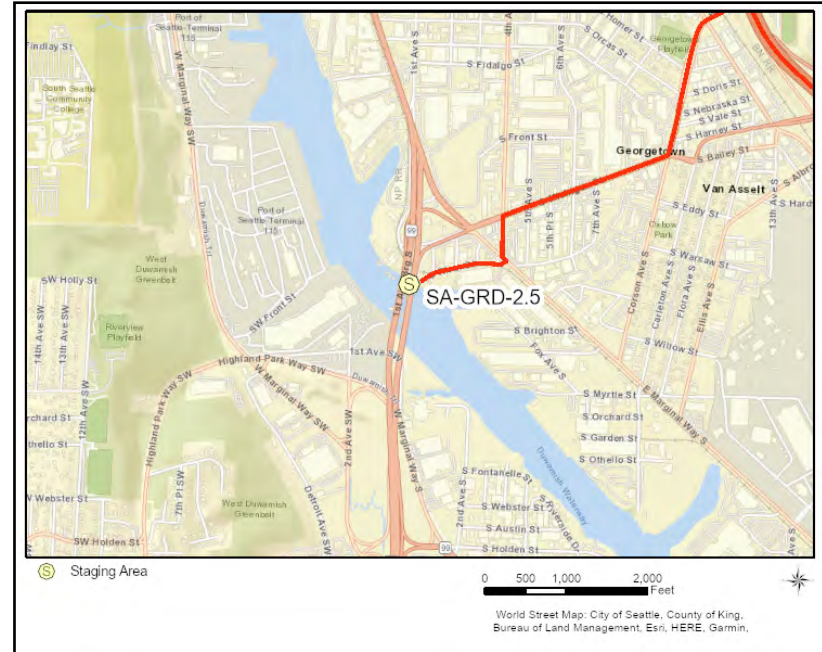 Port of
Seattle-Terminal
115
Findlay St
W Marginal Way SW
1st Ave S
4th A
6th Ave S
S Homer St
S Orcas St
Georgetown
Playfield
S Fidalgo St
South Seattle
Community
College
S Doris St
S Nebraska St
S Vale St
S Harney St
S Bailey St
S Front St
Georgetown
Van Asselt
S Albro
13th Ave S
S Hard
NP RR
99
5th Ave S
5th Pl S
7th Ave S
S Eddy St
Oxbow
Park
S Warsaw St
Port of
Seattle-Terminal
115
Duwamish Trl
West
Duwamish
Greenbelt
SW Holly St
14th Ave SW
13th Ave SW
Riverview
Playfield
SW Front St
S
SA-GRD-2.5
1st Ave SW
Highland Park Way SW
W Marginal Way SW
Corson Ave S
Carleton Ave S
Flora Ave S
Ellis Ave S
S Brighton St
Fox Ave S
S Willow St
E Marginal Way S
12th Ave SW
rchard St
thello St
Highland Park Way SW
2nd Ave SW
W Marginal Way S
S Myrtle St
S Orchard St
S Garden St
S Othello St
Duwamish
Waterway
W Webster St
7th Pl SW
West Duwamish
Greenbelt
Detroit Ave SW
2nd Ave S
S Fontanelle St
S Webster St
S Riverside Dr
S Austin St
SW Holden St
99
S Holden St
Ave S
S Staging Area
0 500 1,000 2,000
Feet
World Street Map: City of Seattle, County of King,
Bureau of Land Management, Esri, HERE, Garmin,